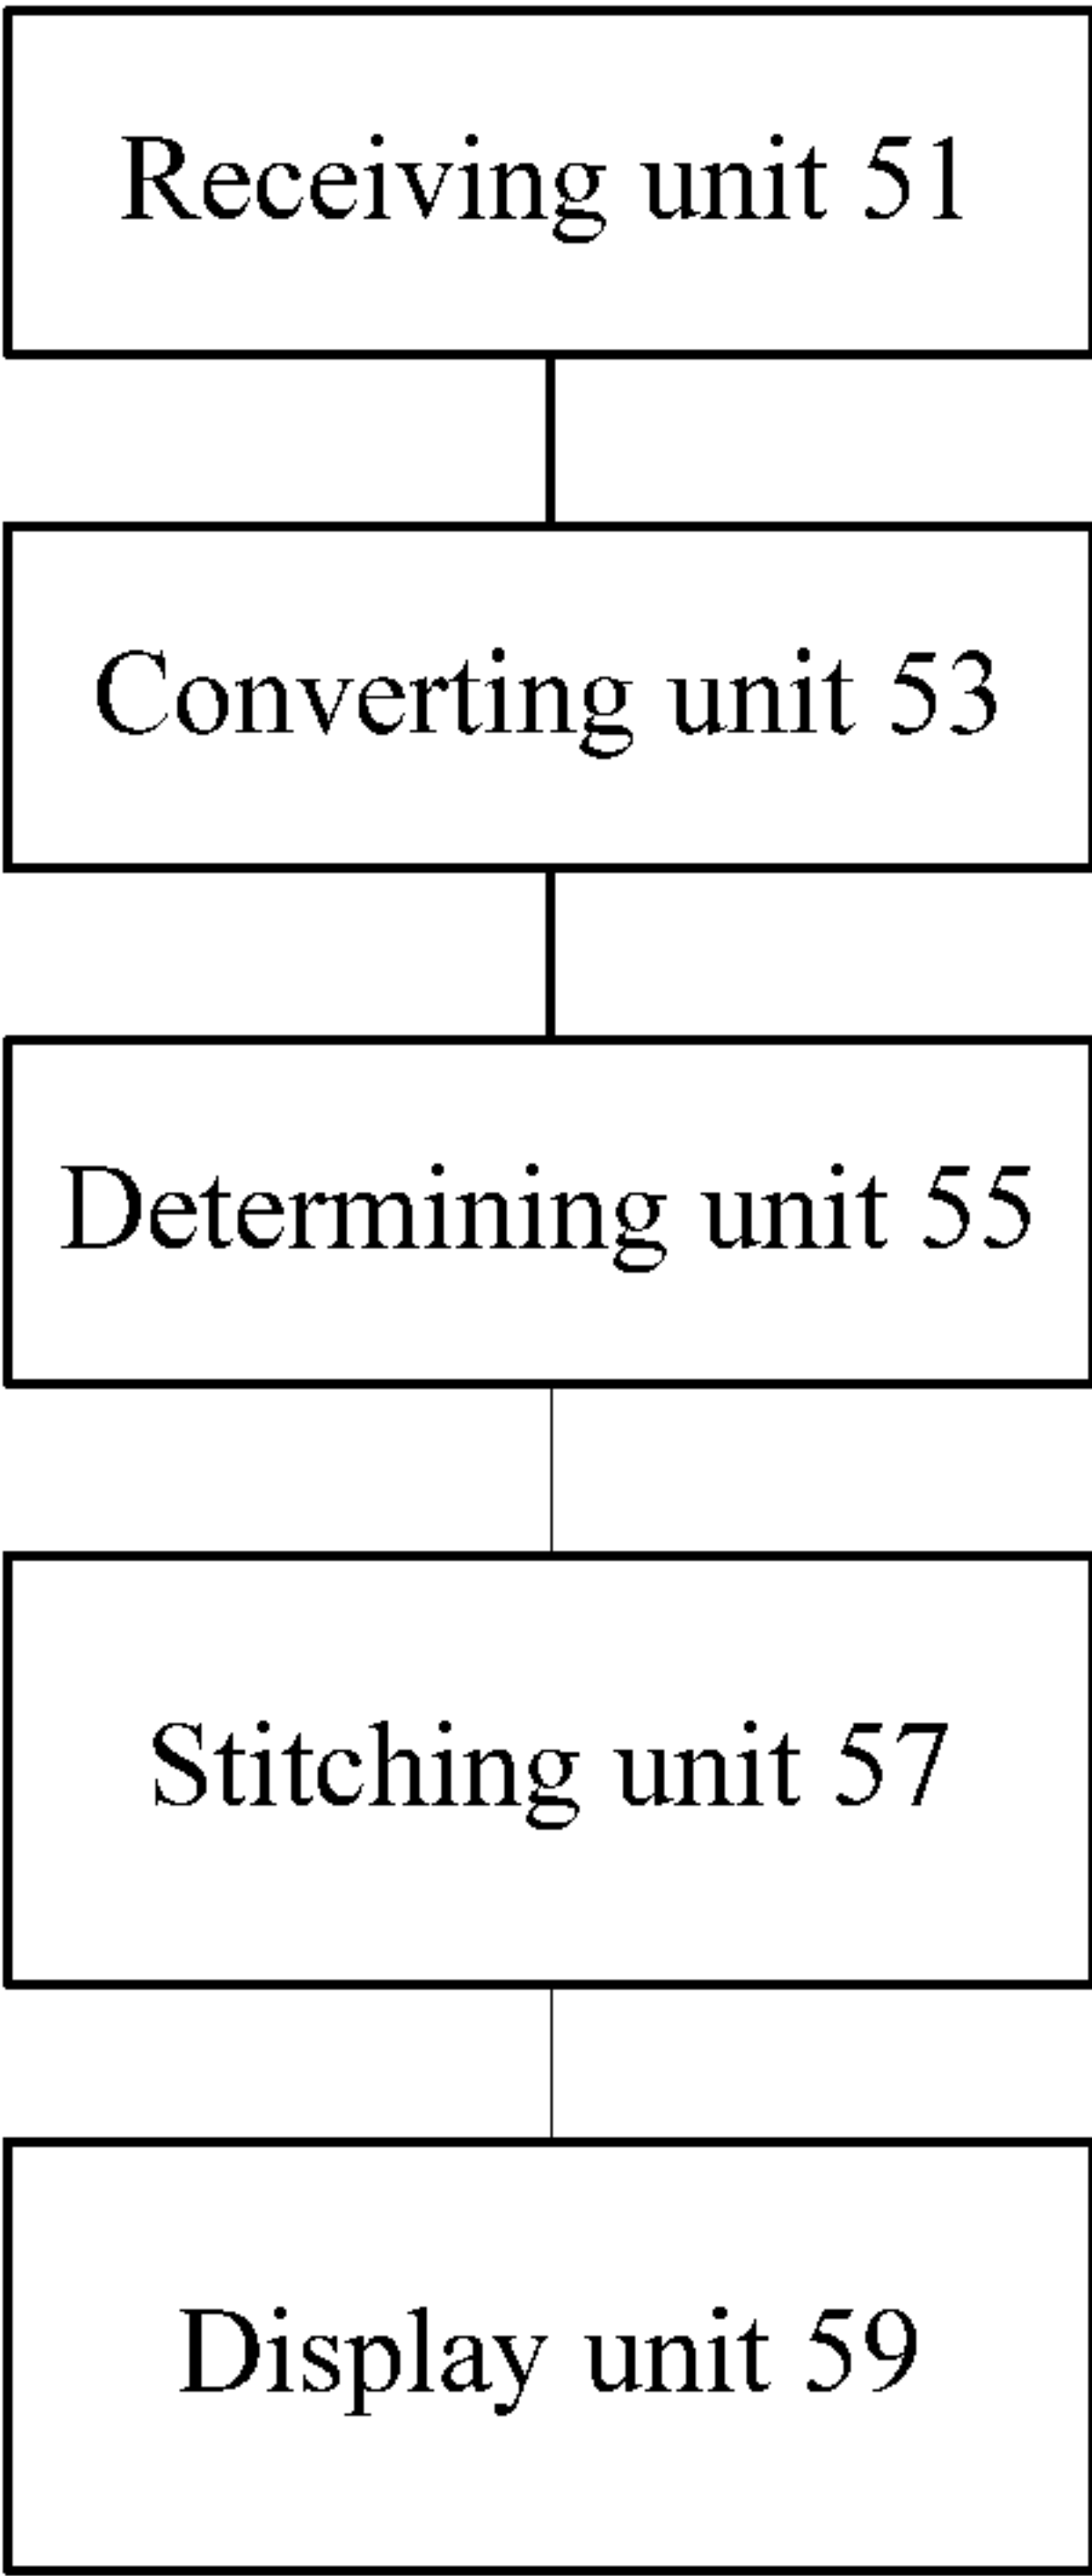 Receiving unit 51
Converting unit 53
Determining unit 55
Stitching unit 57
Display unit 59